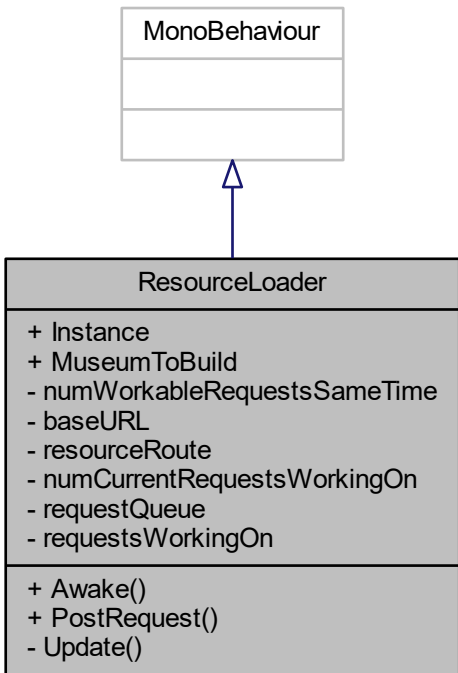 MonoBehaviour
ResourceLoader
+ Instance
+ MuseumToBuild
- numWorkableRequestsSameTime
- baseURL
- resourceRoute
- numCurrentRequestsWorkingOn
- requestQueue
- requestsWorkingOn
+ Awake()
+ PostRequest()
- Update()